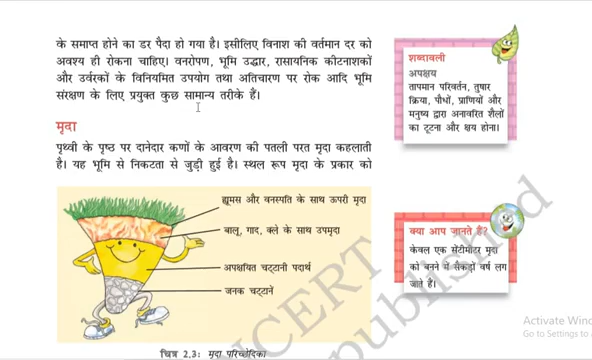 के समाप्त होने का डर पैदा हो गया है। इसीलिए विनाश की वर्तमान दर को
अवश्य ही रोकना चाहिए। वनरोपण, भूमि उद्धार, रासायनिक कीटनाशकों
और उर्वरकों के विनियमित उपयोग तथा अतिचारण पर रोक आदि भूमि
संरक्षण के लिए प्रयुक्त कुछ सामान्य तरीके हैं।
मृदा
पृथ्वी के पृष्ठ पर दानेदार कणों के आवरण की पतली परत मृदा कहलाती
है। यह भूमि से निकटता से जुड़ी हुई है। स्थल रूप मृदा के प्रकार को
ह्यूमस और वनस्पति के साथ ऊपरी मृदा
बालू, गाद, क्ले के साथ उपमृदा
अपक्षयित चट्टानी पदार्थ
जनक चट्टानें
चित्र 2.3: मृदा परिच्छेदिका
शब्दावली
अपक्षय
तापमान परिवर्तन, तुषार
क्रिया, पौधों, प्राणियों और
मनुष्य द्वारा अनावरित शैलों
का टूटना और क्षय होना।
क्या आप जानते हैं?
केवल एक सेंटीमीटर मृदा
को बनने में सैकड़ों वर्ष लग
जाते हैं।
NCERT
republished
Activate Wind
Go to Settings to